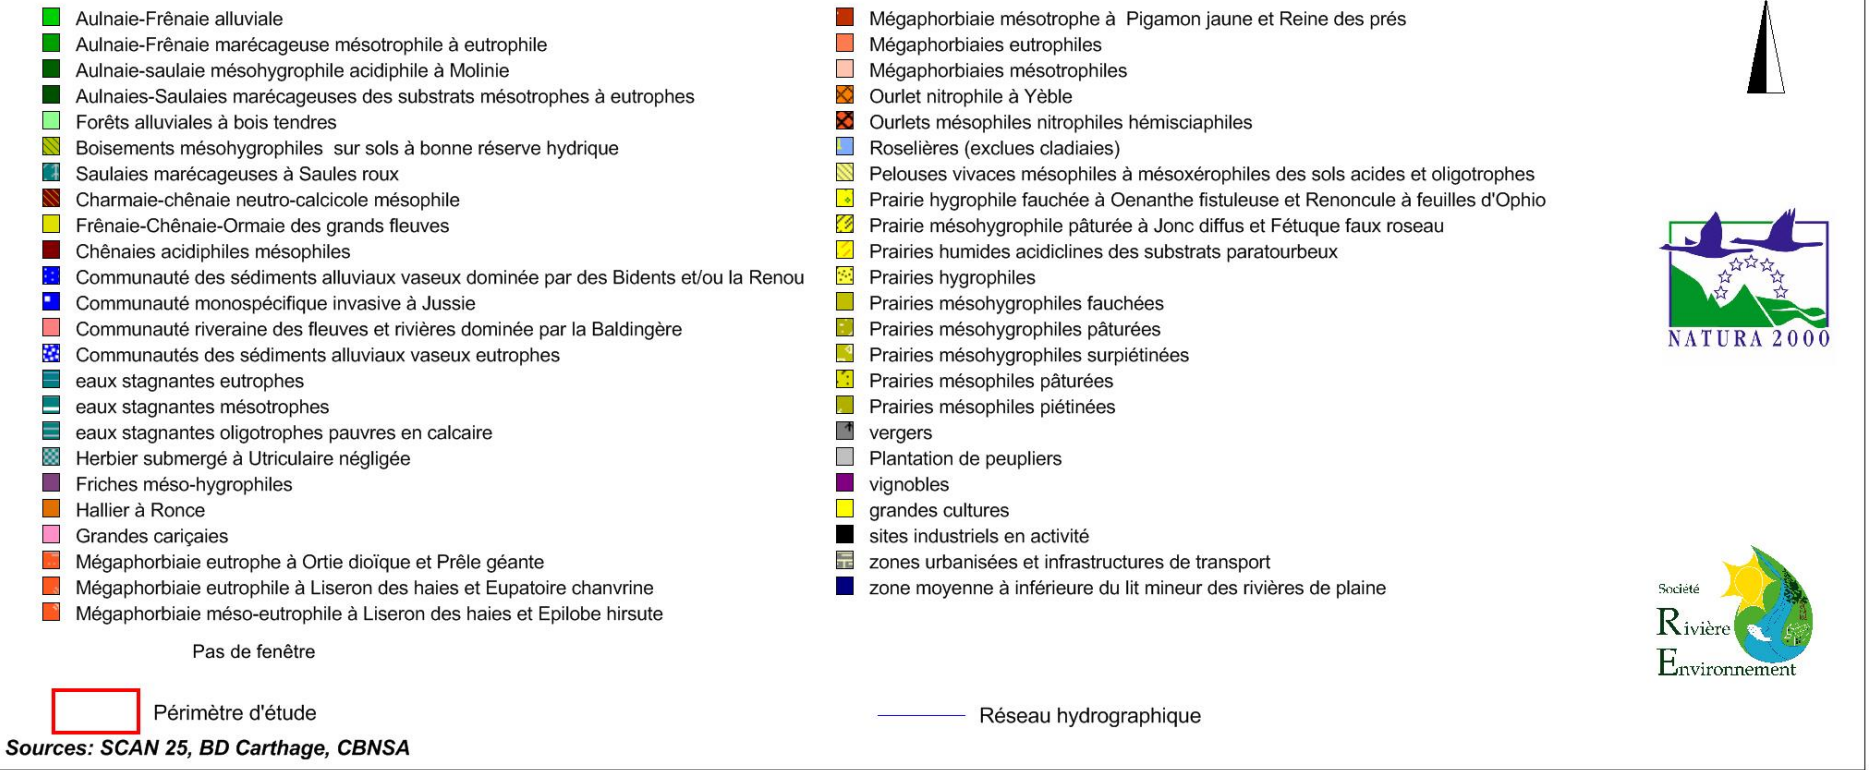 Aulnaie-Frênaie alluviale
Aulnaie-Frênaie marécageuse mésotrophile à eutrophile
Aulnaie-saulaie mésohygrophile acidiphile à Molinie
Aulnaies-Saulaies marécageuses des substrats mésotrophes à eutrophes
Forêts alluviales à bois tendres
Boisements mésohygrophiles sur sols à bonne réserve hydrique
Saulaies marécageuses à Saules roux
Charmaie-chênaie neutro-calcicole mésophile
Frênaie-Chênaie-Ormaie des grands fleuves
Chênaies acidiphiles mésophiles
Communauté des sédiments alluviaux vaseux dominée par des Bidents et/ou la Renou
Communauté monospécifique invasive à Jussie
Communauté riveraine des fleuves et rivières dominée par la Baldingère
Communautés des sédiments alluviaux vaseux eutrophes
eaux stagnantes eutrophes
eaux stagnantes mésotrophes
eaux stagnantes oligotrophes pauvres en calcaire
Herbier submergé à Utriculaire négligée
Friches méso-hygrophiles
Hallier à Ronce
Grandes cariçaies
Mégaphorbiaie eutrophe à Ortie dioïque et Prêle géante
Mégaphorbiaie eutrophile à Liseron des haies et Eupatoire chanvrine
Mégaphorbiaie méso-eutrophile à Liseron des haies et Epilobe hirsute
Mégaphorbiaie mésotrophe à Pigamon jaune et Reine des prés
Mégaphorbiaies eutrophiles
Mégaphorbiaies mésotrophiles
Ourlet nitrophile à Yèble
Ourlets mésophiles nitrophiles hémisciaphiles
Roselières (exclues cladiaies)
Pelouses vivaces mésophiles à mésoxérophiles des sols acides et oligotrophes
Prairie hygrophile fauchée à Oenanthe fistuleuse et Renoncule à feuilles d'Ophio
Prairie mésohygrophile pâturée à Jonc diffus et Fétuque faux roseau
Prairies humides acidiclines des substrats paratourbeux
Prairies hygrophiles
Prairies mésohygrophiles fauchées
Prairies mésohygrophiles pâturées
Prairies mésohygrophiles surpiétinées
Prairies mésophiles pâturées
Prairies mésophiles piétinées
vergers
Plantation de peupliers
vignobles
grandes cultures
sites industriels en activité
zones urbanisées et infrastructures de transport
zone moyenne à inférieure du lit mineur des rivières de plaine
NATURA 2000
Société
Rivière
Environnement
Pas de fenêtre
Périmètre d'étude
Réseau hydrographique
Sources: SCAN 25, BD Carthage, CBNSA